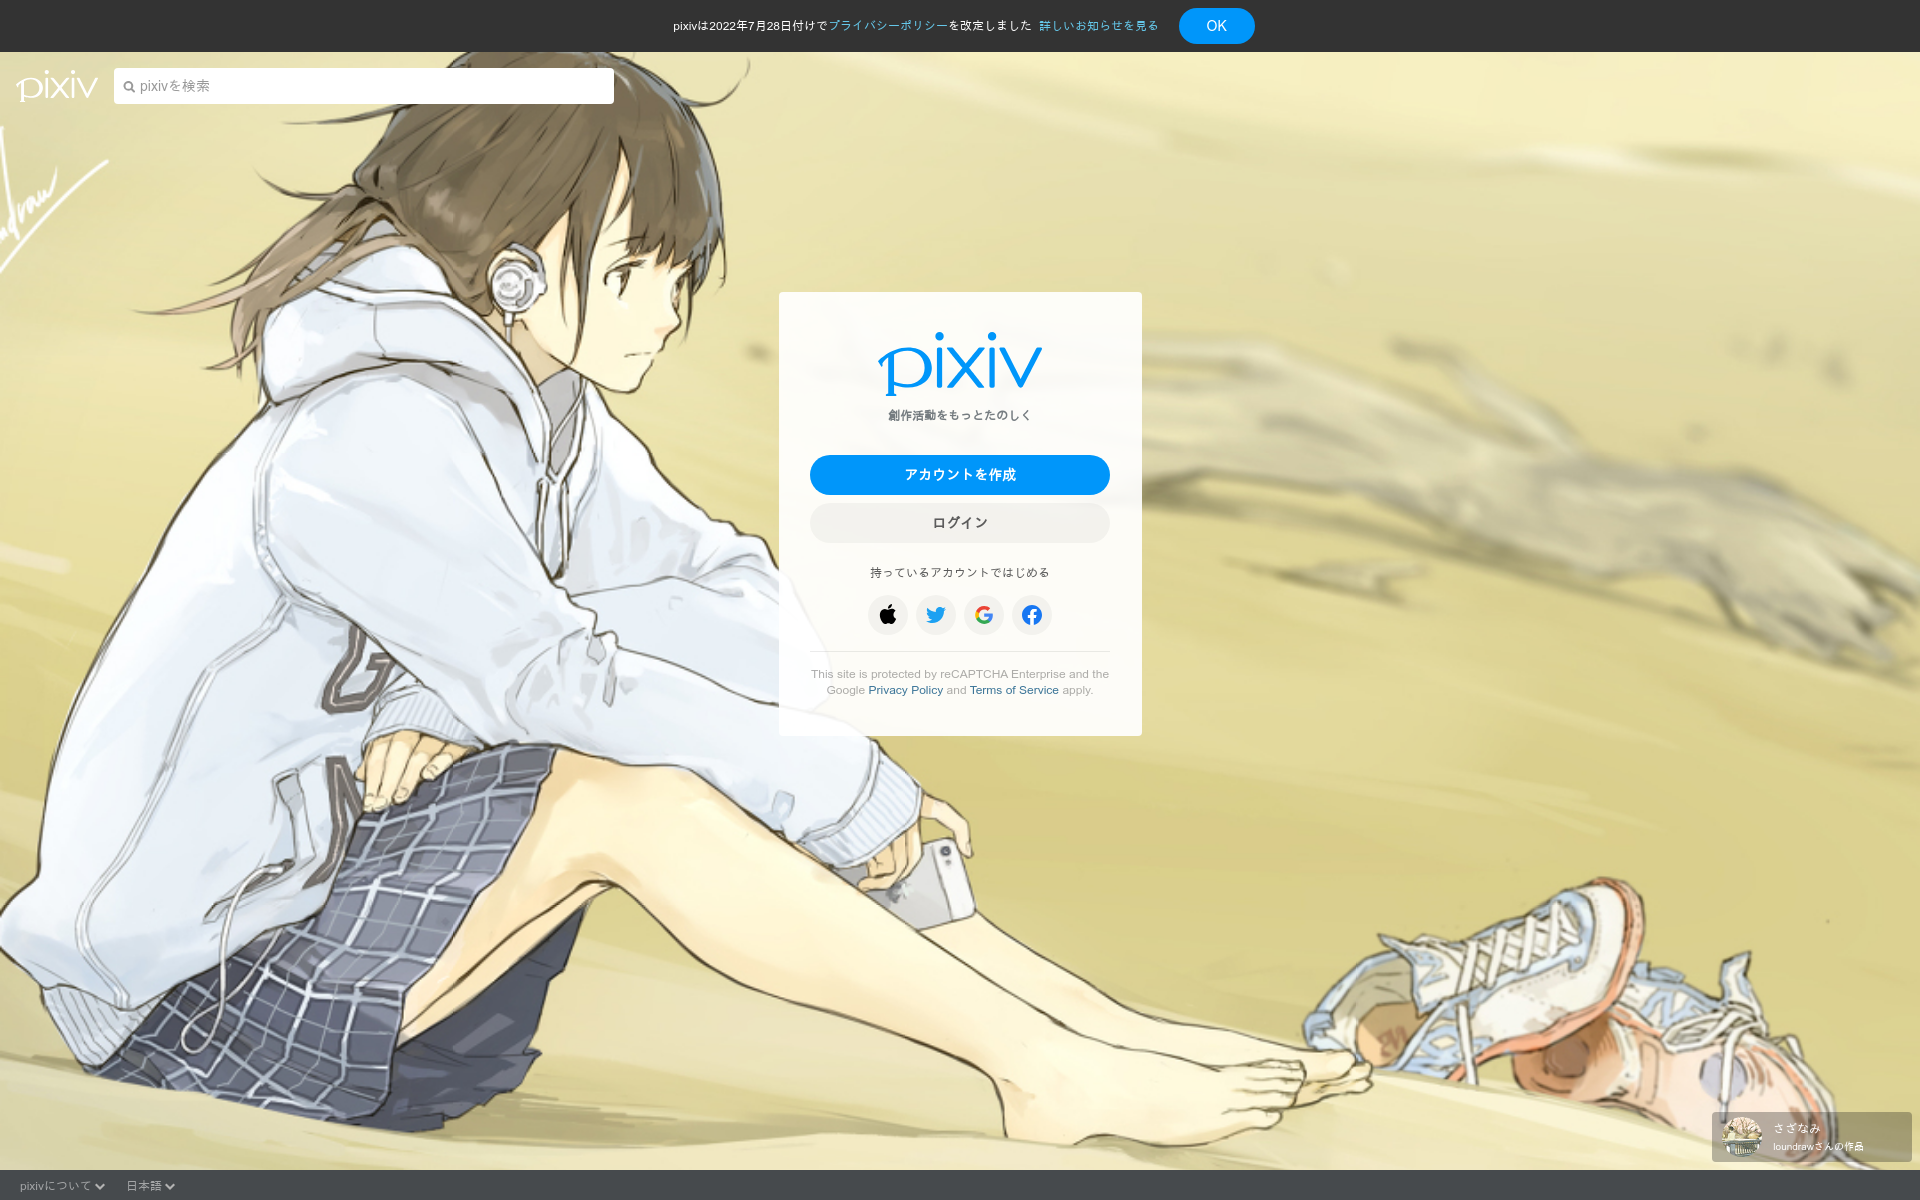 pixivは2022年7月28日付けでプライバシーポリシーを改定しました 詳しいお知らせを見る OK
pixiv pixivを検索
pixiv
創作活動をもっとたのしく
アカウントを作成
ログイン
持っているアカウントではじめる
This site is protected by reCAPTCHA Enterprise and the
Google Privacy Policy and Terms of Service apply.
さざなみ
loundrawさんの作品
pixivについて 日本語